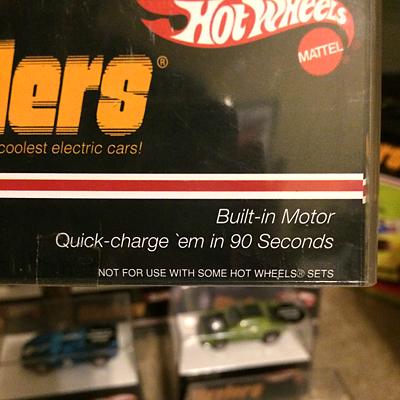 Hot Wheels
MATTEL
ders®
coolest electric cars!
Built-in Motor
Quick-charge `em in 90 Seconds
NOT FOR USE WITH SOME HOT WHEELS® SETS